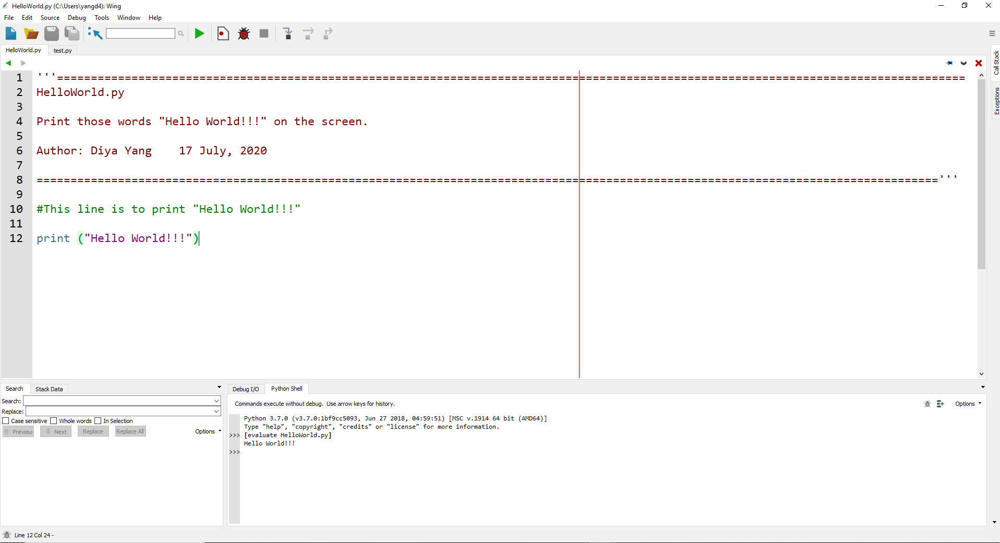 HelloWorld.py (C:\Users\yangd4): Wing
File Edit Source Debug Tools Window Help
HelloWorld.py test.py
Call Stack
Exceptions
1 '''======================================================================================================================================
2 HelloWorld.py
3
4 Print those words "Hello World!!!" on the screen.
5
6 Author: Diya Yang    17 July, 2020
7
8 ====================================================================================================================================='''
9
10 #This line is to print "Hello World!!!"
11
12 print ("Hello World!!!")
Search Stack Data
Search:
Replace:
Case sensitive Whole words In Selection
Previou Next Replace Replace All Options
Debug I/O Python Shell
Commands execute without debug. Use arrow keys for history. Options
Python 3.7.0 (v3.7.0:1bf9cc5093, Jun 27 2018, 04:59:51) [MSC v.1914 64 bit (AMD64)]
Type "help", "copyright", "credits" or "license" for more information.
>>> [evaluate HelloWorld.py]
Hello World!!!
>>>
Line 12 Col 24 -